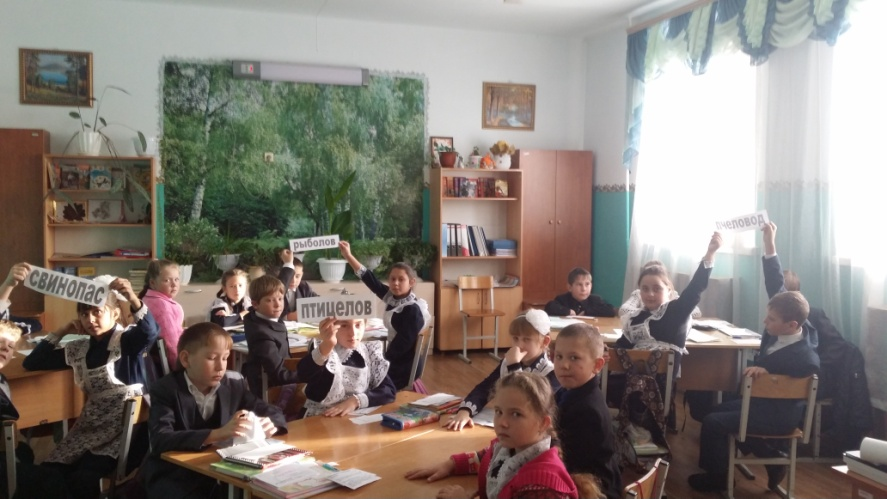 свинопас
рыболов
птицелов
пчеловод